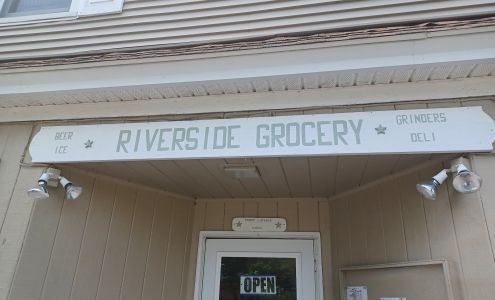 BEER
ICE
RIVERSIDE GROCERY
GRINDERS
DELI
OPEN